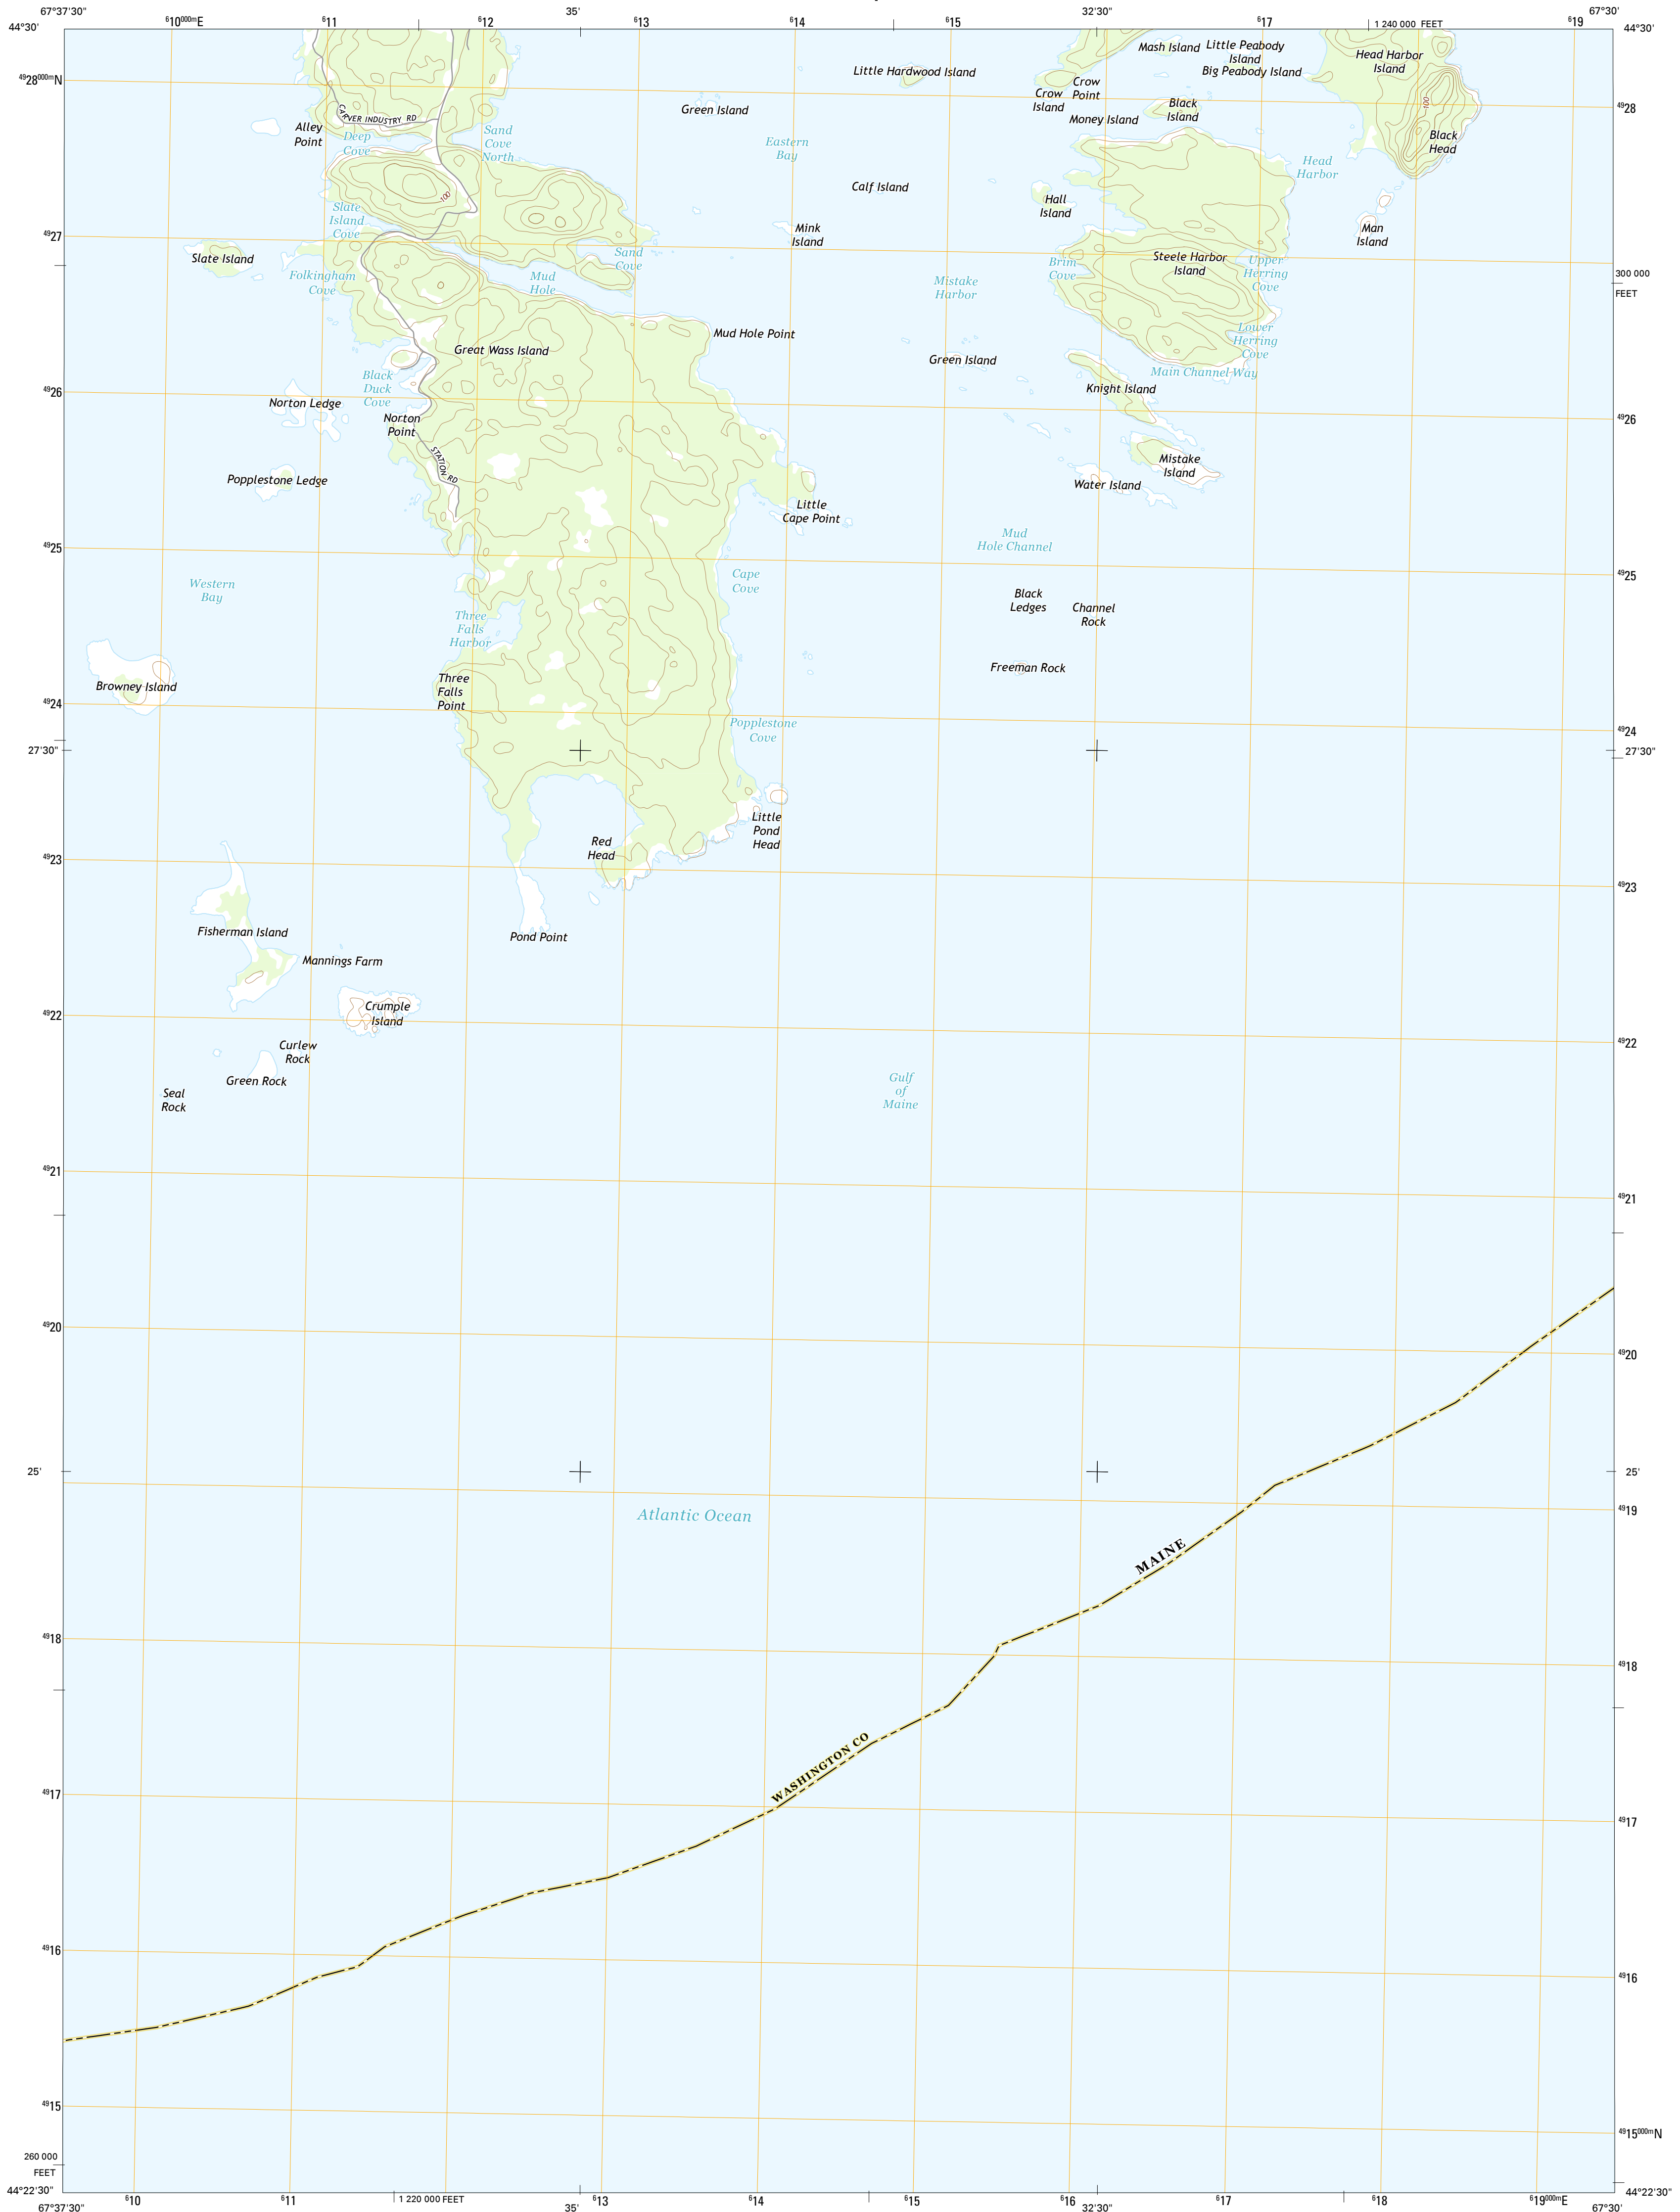 67°37'30"
⁶10⁰⁰⁰ᵐE
⁶11
⁶12
35'
⁶13
⁶14
⁶15
32'30"
⁶17
1 240 000 FEET
⁶19
67°30'
44°30'
44°30'
⁴⁹28⁰⁰⁰ᵐN
⁴⁹28
Mash Island
Little Peabody
Island
Big Peabody Island
Head Harbor
Island
Little Hardwood Island
Crow
Point
Crow
Island
Black
Island
Money Island
Green Island
100
Black
Head
CARVER INDUSTRY RD
Alley
Point
Deep
Cove
Sand
Cove
North
Eastern
Bay
Head
Harbor
Calf Island
100
Hall
Island
Slate
Island
Cove
Mink
Island
Man
Island
⁴⁹27
300 000
FEET
Slate Island
Sand
Cove
Steele Harbor
Island
Brim
Cove
Upper
Herring
Cove
Folkingham
Cove
Mud
Hole
Mistake
Harbor
Mud Hole Point
Lower
Herring
Cove
Great Wass Island
Green Island
Main Channel Way
Black
Duck
Cove
Knight Island
⁴⁹26
⁴⁹26
Norton Ledge
Norton
Point
STATION RD
Popplestone Ledge
Mistake
Island
Water Island
Little
Cape Point
Mud
Hole Channel
⁴⁹25
⁴⁹25
Western
Bay
Cape
Cove
Black
Ledges
Channel
Rock
Three
Falls
Harbor
Freeman Rock
Browney Island
Three
Falls
Point
⁴⁹24
⁴⁹24
Popplestone
Cove
27'30"
27'30"
Little
Pond
Head
Red
Head
⁴⁹23
⁴⁹23
Fisherman Island
Pond Point
Mannings Farm
Crumple
Island
⁴⁹22
⁴⁹22
Curlew
Rock
Green Rock
Seal
Rock
Gulf
of
Maine
⁴⁹21
⁴⁹21
⁴⁹20
⁴⁹20
25'
25'
⁴⁹19
Atlantic Ocean
MAINE
⁴⁹18
⁴⁹18
WASHINGTON CO
⁴⁹17
⁴⁹17
⁴⁹16
⁴⁹16
⁴⁹15
⁴⁹15⁰⁰⁰ᵐN
260 000
FEET
44°22'30"
44°22'30"
67°37'30"
⁶10
⁶11
1 220 000 FEET
35'
⁶13
⁶14
⁶15
⁶16
32'30"
⁶17
⁶18
⁶19⁰⁰⁰ᵐE
67°30'